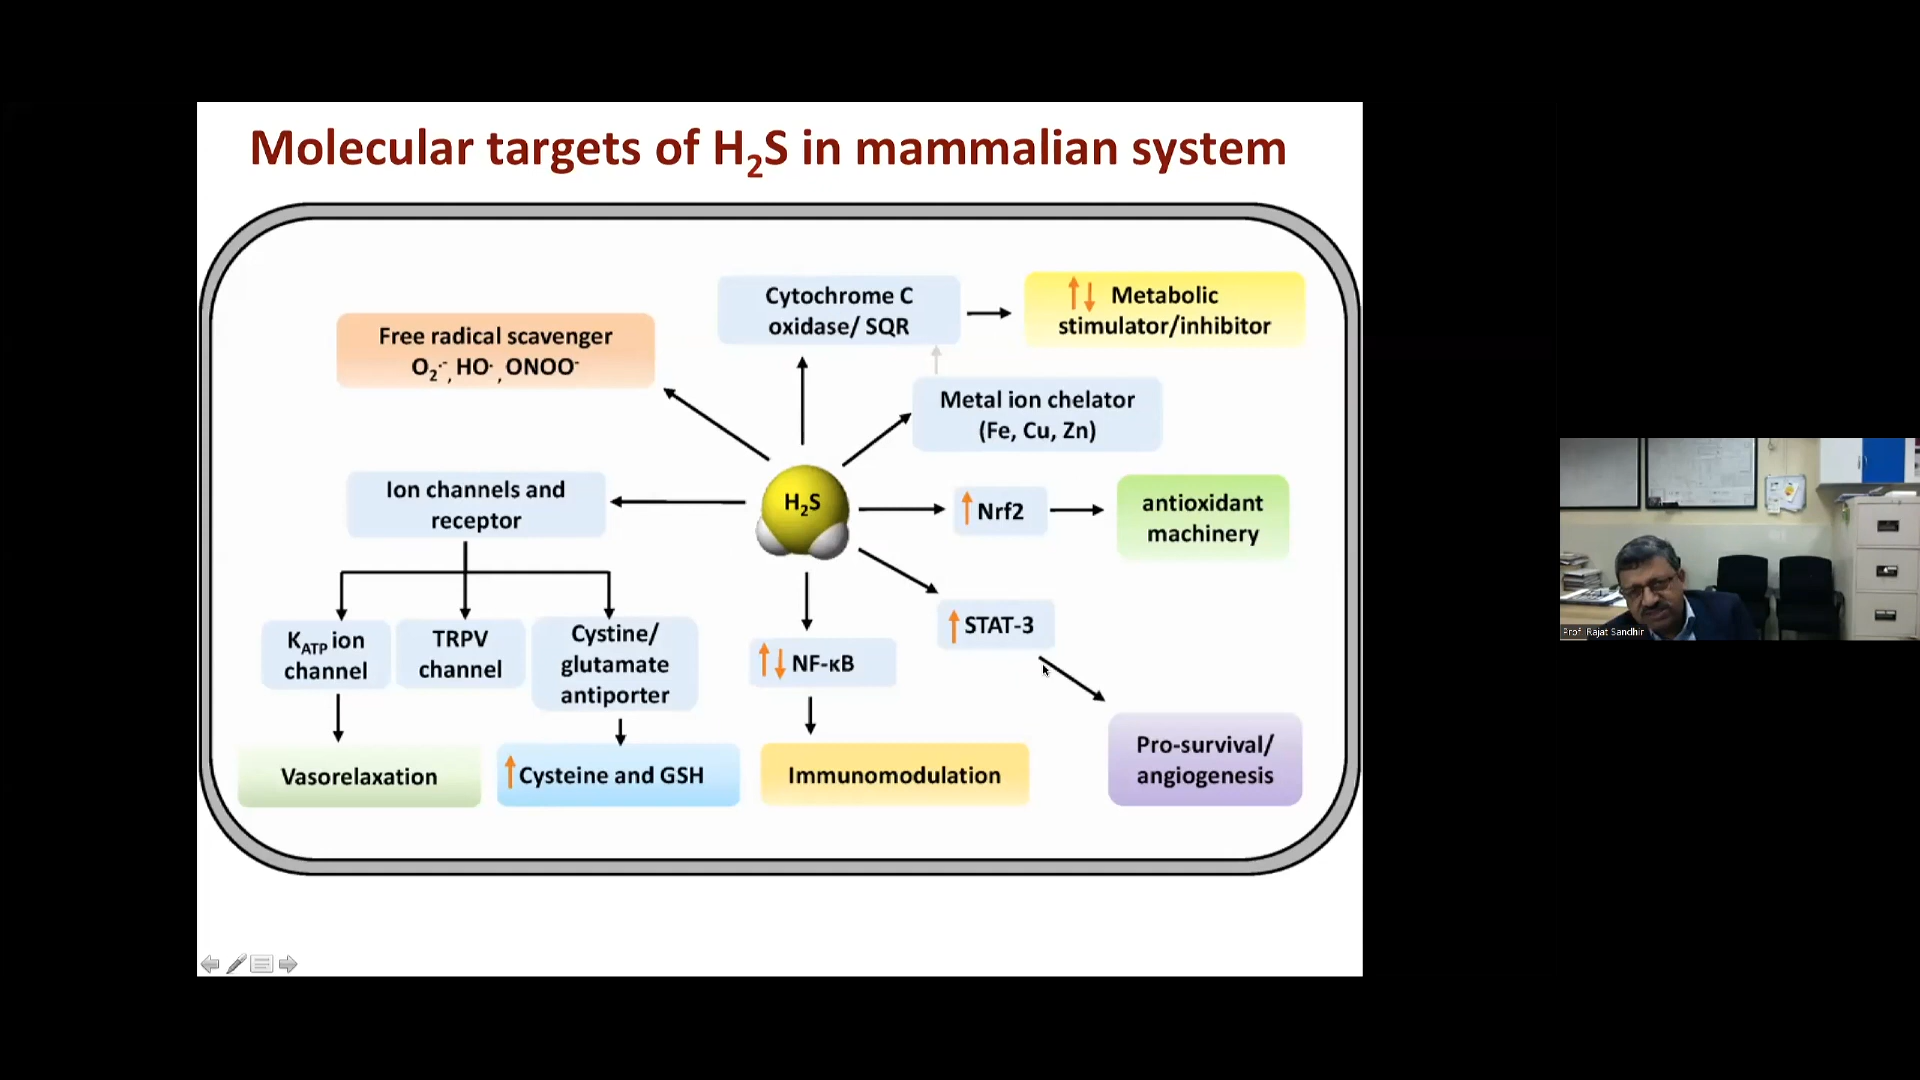 Molecular targets of H₂S in mammalian system
Cytochrome C
oxidase/ SQR
↑↓ Metabolic
stimulator/inhibitor
Free radical scavenger
O₂·⁻, HO·, ONOO⁻
Metal ion chelator
(Fe, Cu, Zn)
Ion channels and
receptor
H₂S
↑ Nrf2
antioxidant
machinery
↑ STAT-3
K_ATP ion
channel
TRPV
channel
Cystine/
glutamate
antiporter
↑↓ NF-κB
Vasorelaxation
↑ Cysteine and GSH
Immunomodulation
Pro-survival/
angiogenesis
Prof. Rajat Sandhir